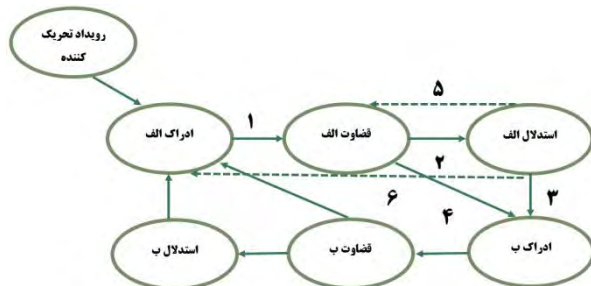 رویداد تحریک
کننده
۵
ادراک الف
۱
قضاوت الف
استدلال الف
۲
۳
۶
۴
استدلال ب
قضاوت ب
ادراک ب